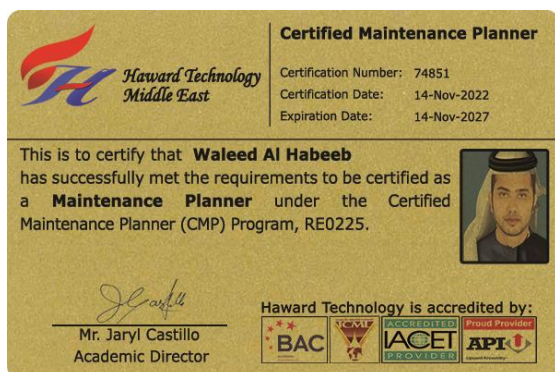 Haward Technology
Middle East
Certified Maintenance Planner
Certification Number: 74851
Certification Date: 14-Nov-2022
Expiration Date: 14-Nov-2027
This is to certify that Waleed Al Habeeb
has successfully met the requirements to be certified as
a Maintenance Planner under the Certified
Maintenance Planner (CMP) Program, RE0225.
Mr. Jaryl Castillo
Academic Director
Haward Technology is accredited by:
BAC
ACCREDITED
IACET
PROVIDER
Proud Provider
API